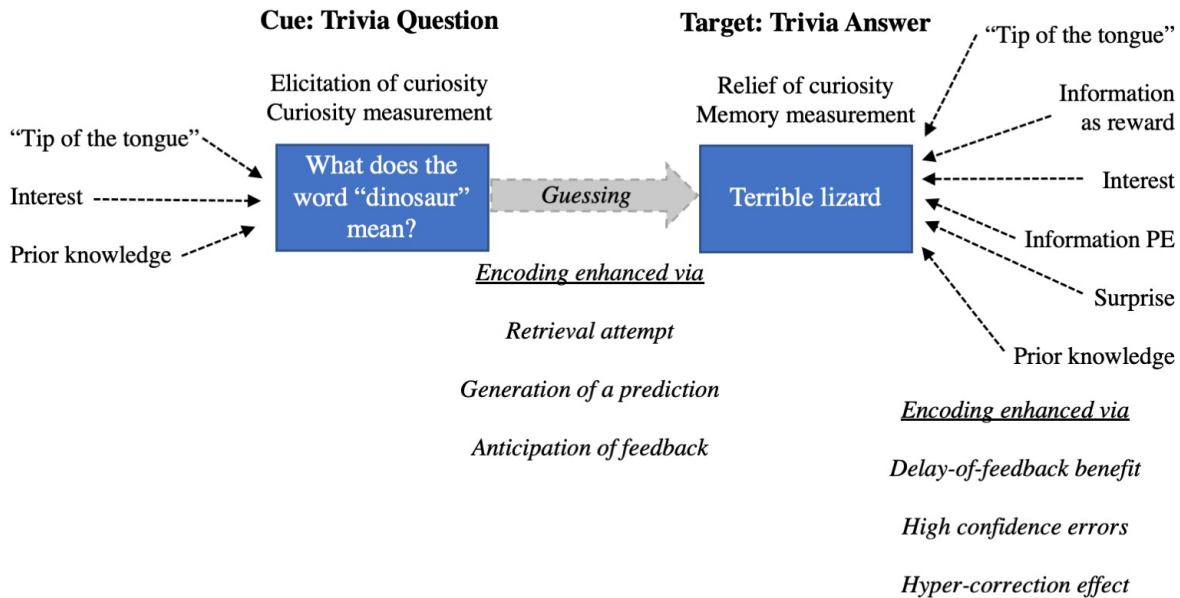 Cue: Trivia Question
Target: Trivia Answer
Elicitation of curiosity
Curiosity measurement
Relief of curiosity
Memory measurement
“Tip of the tongue”
Interest
Prior knowledge
What does the
word “dinosaur”
mean?
Guessing
Terrible lizard
“Tip of the tongue”
Information
as reward
Interest
Information PE
Surprise
Prior knowledge
Encoding enhanced via
Retrieval attempt
Generation of a prediction
Anticipation of feedback
Encoding enhanced via
Delay-of-feedback benefit
High confidence errors
Hyper-correction effect